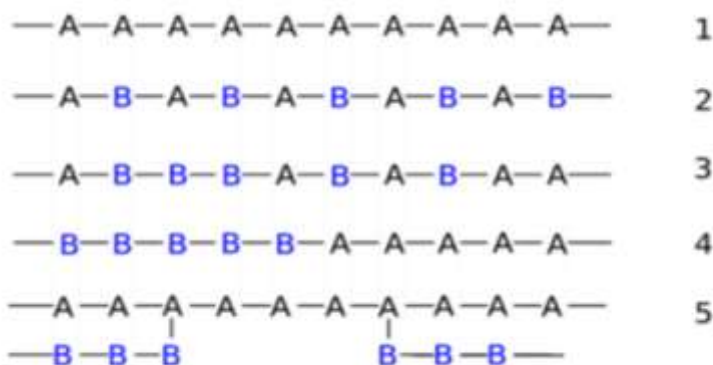 A A A A A A A A A A 1
A B A B A B A B A B 2
A B B B A B A B A A 3
B B B B B A A A A A 4
A A A A A A A A A A 5
B B B B B B